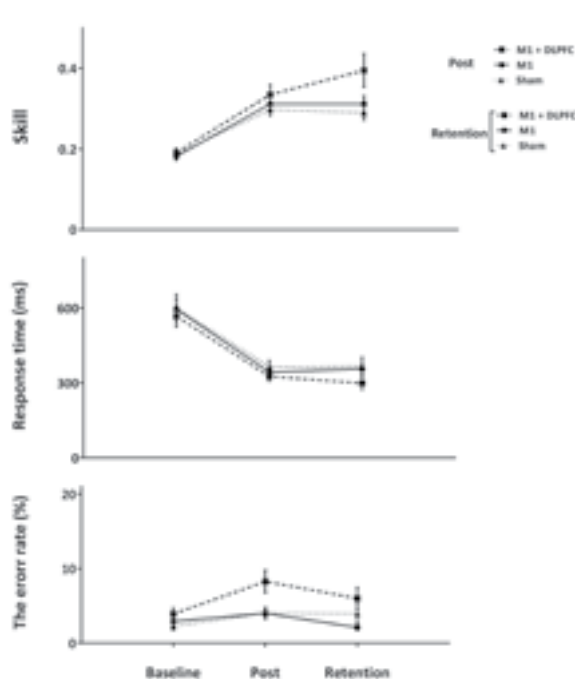 Skill
0.4
0.2
0
Post
M1 + DLPFC
M1
Sham
Retention
M1 + DLPFC
M1
Sham
Response time (ms)
600
300
0
The erorr rate (%)
20
10
0
Baseline Post Retention